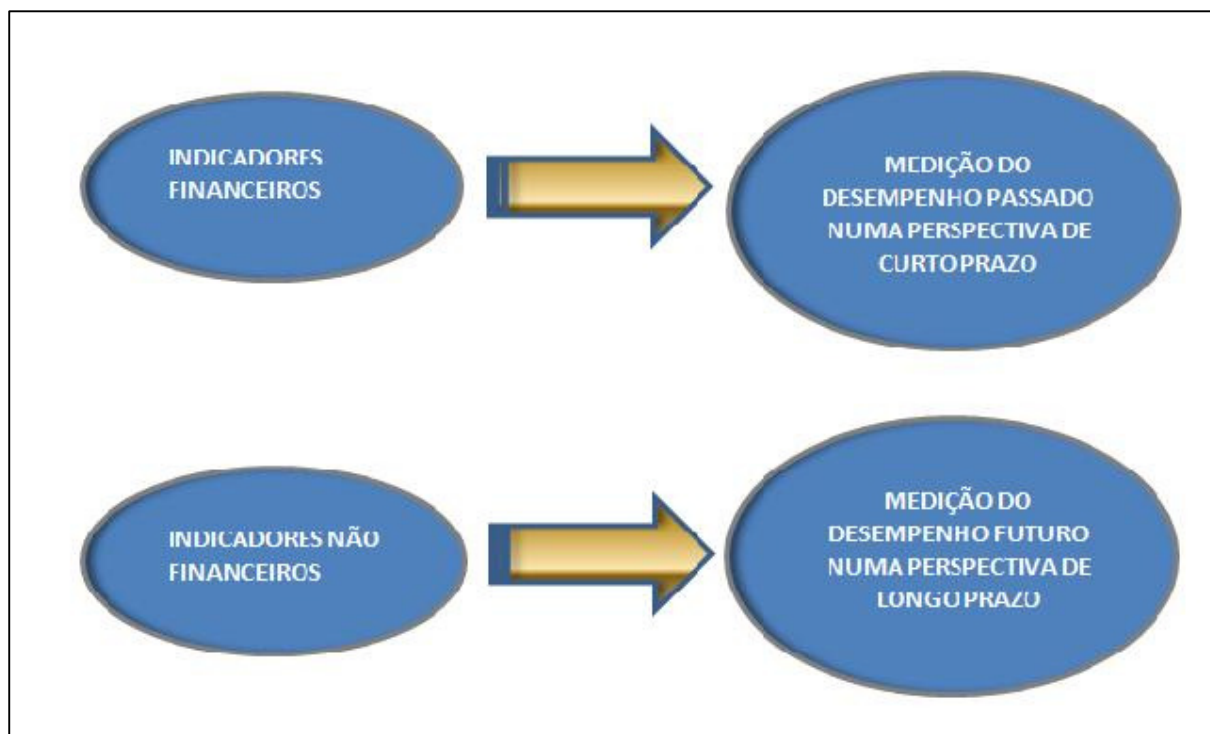 INDICADORES
FINANCEIROS
MEDIÇÃO DO
DESEMPENHO PASSADO
NUMA PERSPECTIVA DE
CURTO PRAZO
INDICADORES NÃO
FINANCEIROS
MEDIÇÃO DO
DESEMPENHO FUTURO
NUMA PERSPECTIVA DE
LONGO PRAZO